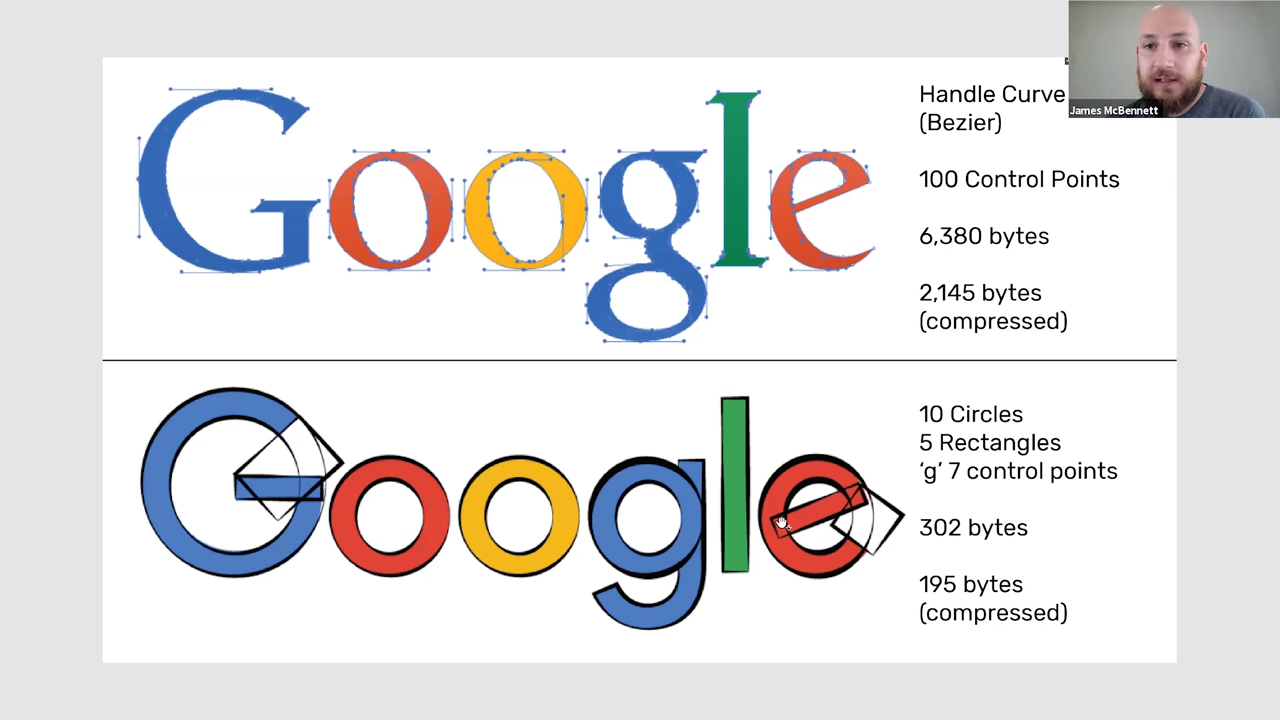 Google
Handle Curve
(Bezier)
100 Control Points
6,380 bytes
2,145 bytes
(compressed)
James McBennett
Google
10 Circles
5 Rectangles
‘g’ 7 control points
302 bytes
195 bytes
(compressed)